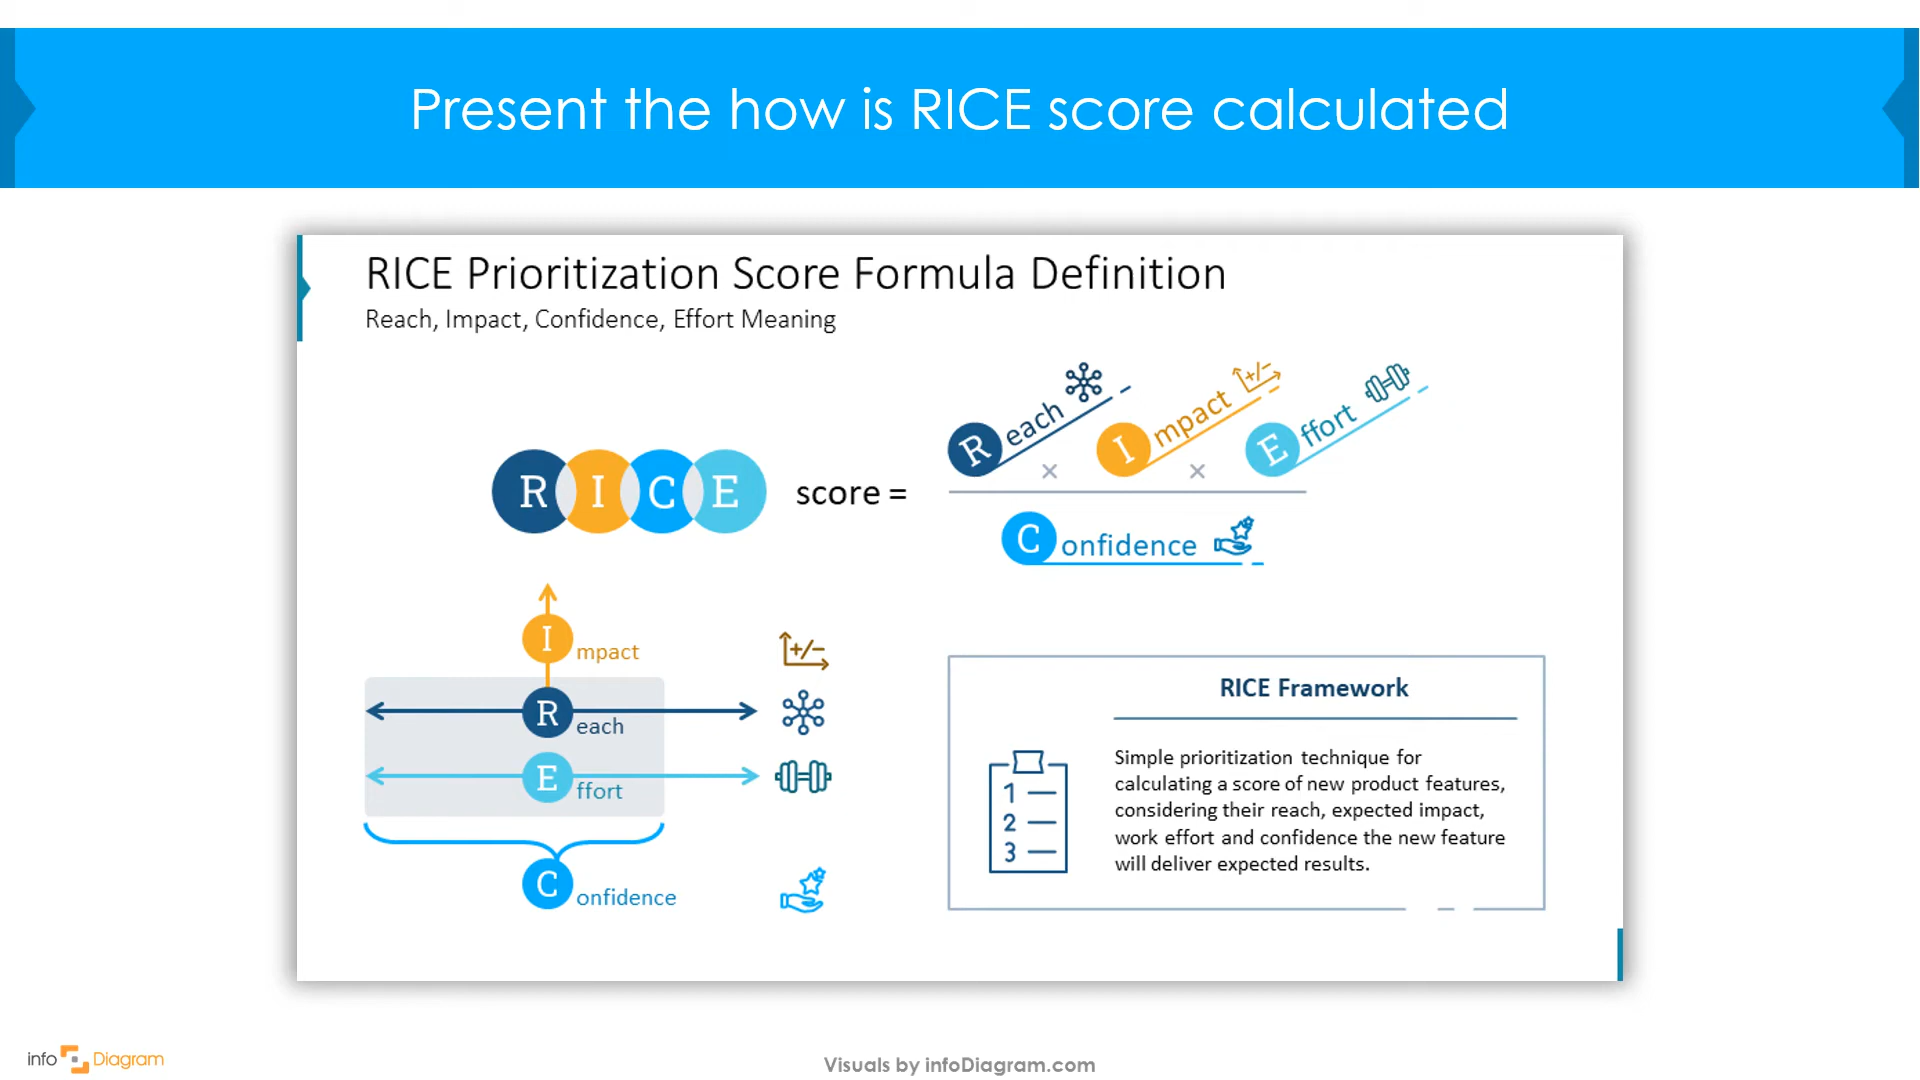 Present the how is RICE score calculated
RICE Prioritization Score Formula Definition
Reach, Impact, Confidence, Effort Meaning
RICE score =
Reach × Impact × Effort
Confidence
Impact
Reach
Effort
Confidence
+/-
+/-
RICE Framework
1
2
3
Simple prioritization technique for
calculating a score of new product features,
considering their reach, expected impact,
work effort and confidence the new feature
will deliver expected results.
info Diagram
Visuals by infoDiagram.com